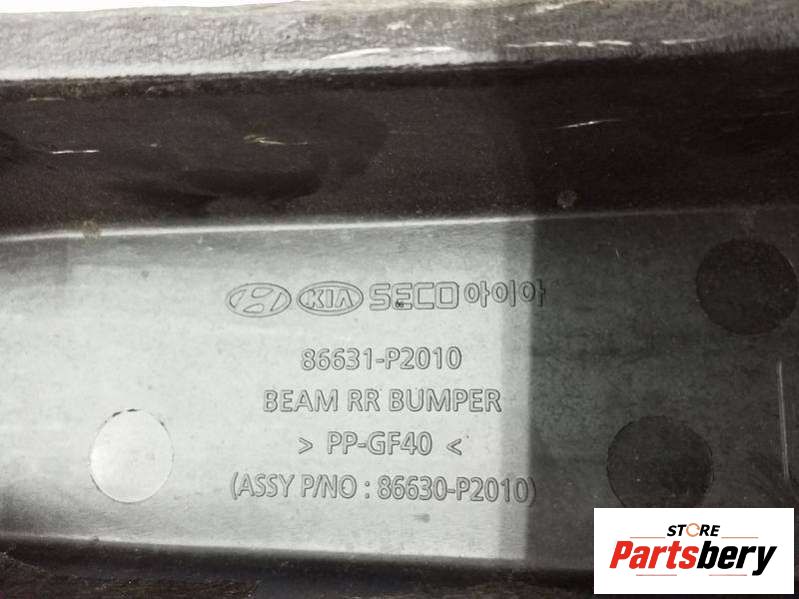 KIA SECO아이아
86631-P2010
BEAM RR BUMPER
> PP-GF40 <
(ASSY P/NO : 86630-P2010)
STORE
Partsbery